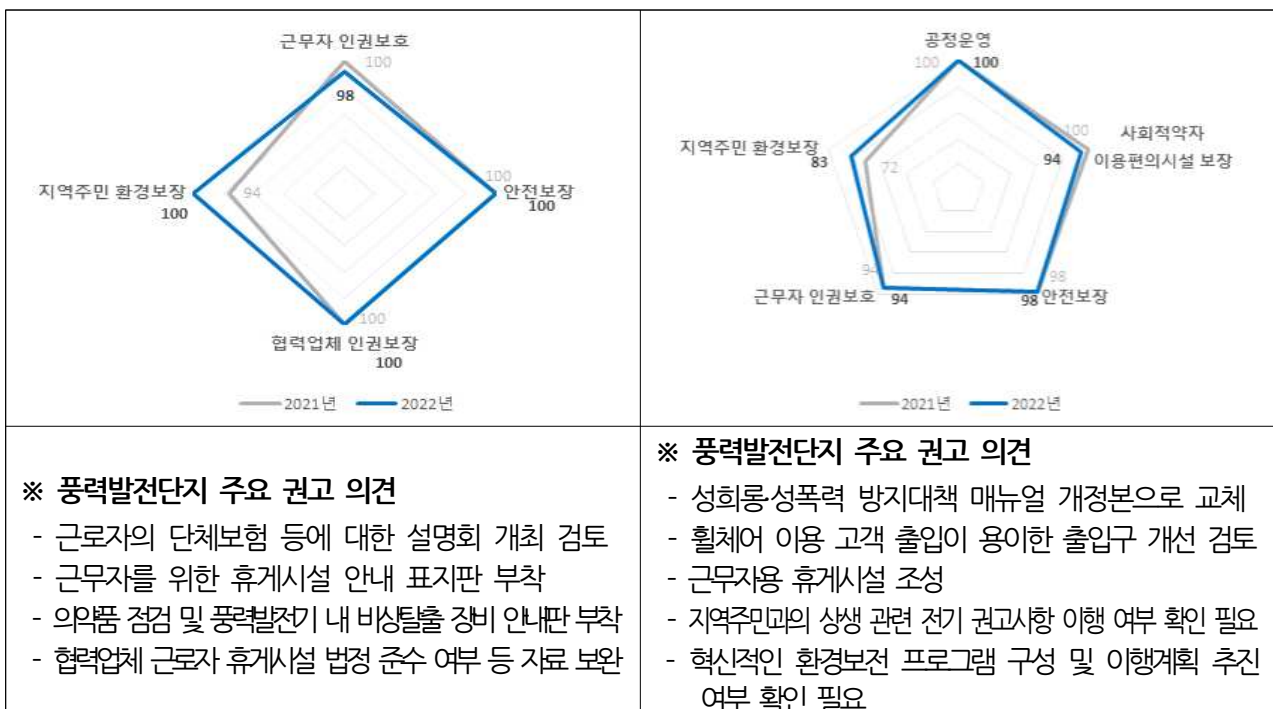 근무자 인권보호
100
98
지역주민 환경보장
94
100
100
안전보장
100
100
협력업체 인권보장
100
2021년 2022년
공정운영
100 100
100
사회적약자
94 이용편의시설 보장
지역주민 환경보장
83
72
94
근무자 인권보호 94
98
98 안전보장
2021년 2022년
※ 풍력발전단지 주요 권고 의견
- 근로자의 단체보험 등에 대한 설명회 개최 검토
- 근무자를 위한 휴게시설 안내 표지판 부착
- 의약품 점검 및 풍력발전기 내 비상탈출 장비 안내판 부착
- 협력업체 근로자 휴게시설 법정 준수 여부 등 자료 보완
※ 풍력발전단지 주요 권고 의견
- 성희롱·성폭력 방지대책 매뉴얼 개정본으로 교체
- 휠체어 이용 고객 출입이 용이한 출입구 개선 검토
- 근무자용 휴게시설 조성
- 지역주민과의 상생 관련 전기 권고사항 이행 여부 확인 필요
- 혁신적인 환경보전 프로그램 구성 및 이행계획 추진
여부 확인 필요